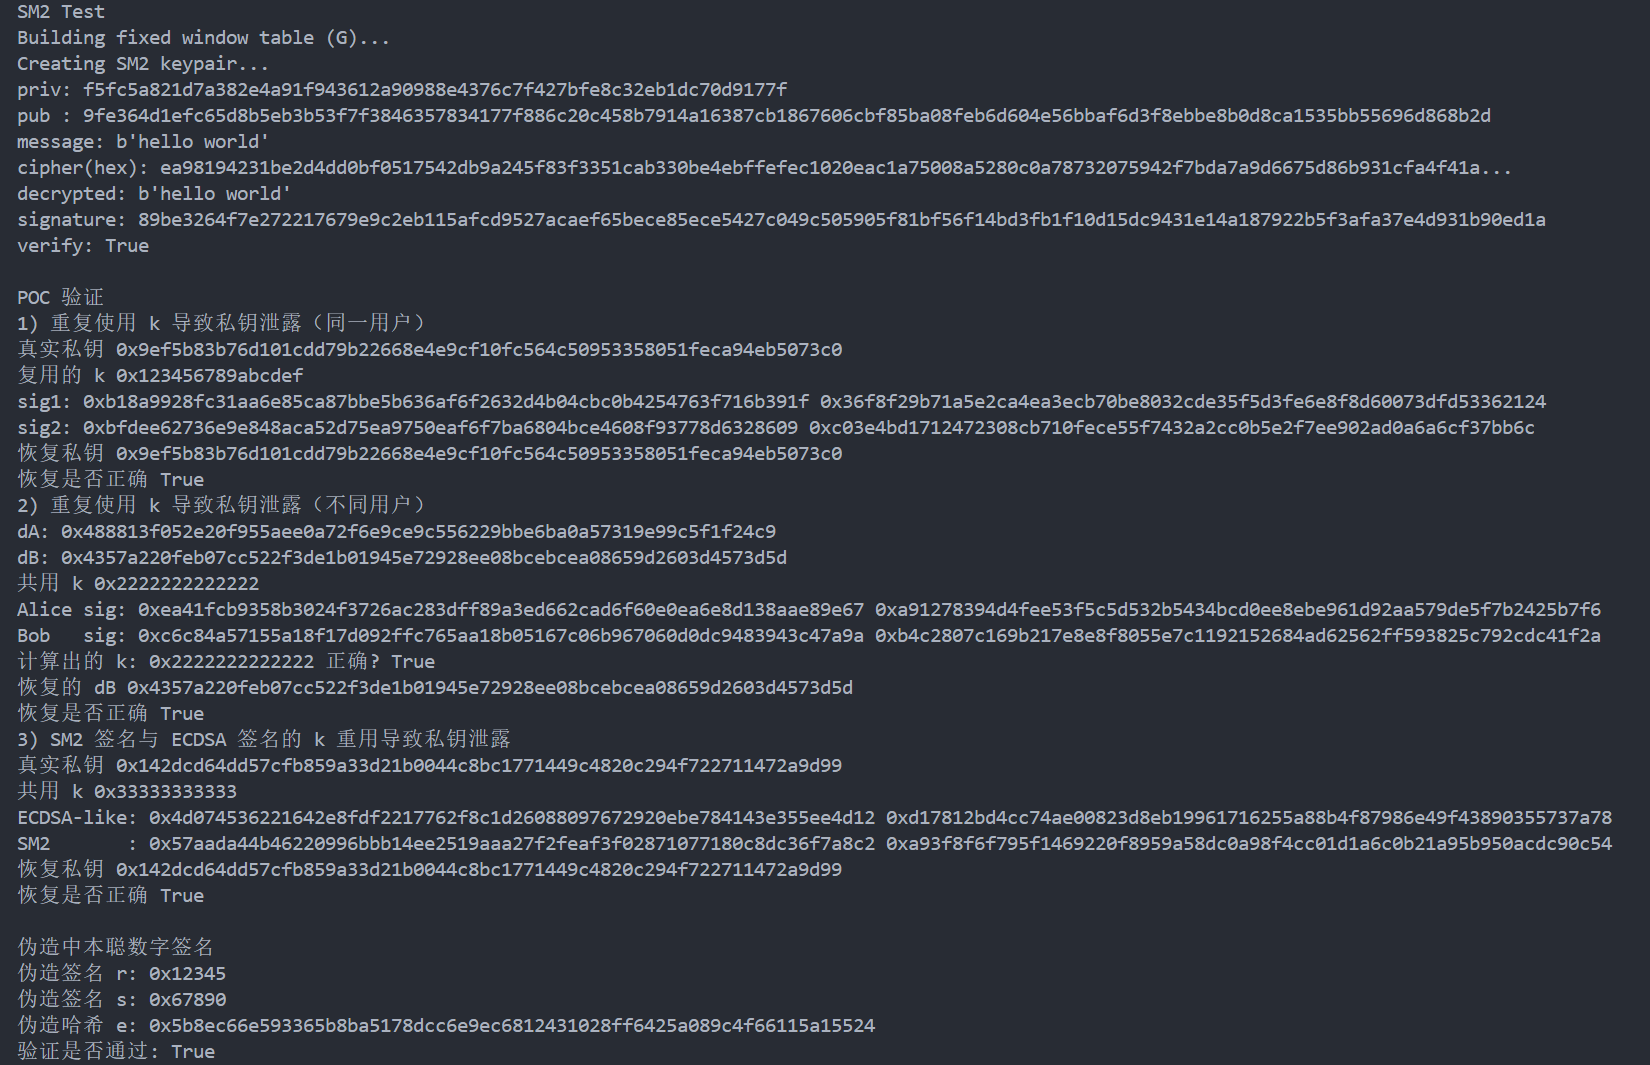 SM2 Test
Building fixed window table (G)...
Creating SM2 keypair...
priv: f5fc5a821d7a382e4a91f943612a90988e4376c7f427bfe8c32eb1dc70d9177f
pub : 9fe364d1efc65d8b5eb3b53f7f3846357834177f886c20c458b7914a16387cb1867606cbf85ba08feb6d604e56bbaf6d3f8ebbe8b0d8ca1535bb55696d868b2d
message: b'hello world'
cipher(hex): ea98194231be2d4dd0bf0517542db9a245f83f3351cab330be4ebffefec1020eac1a75008a5280c0a78732075942f7bda7a9d6675d86b931cfa4f41a...
decrypted: b'hello world'
signature: 89be3264f7e272217679e9c2eb115afcd9527acaef65bece85ece5427c049c505905f81bf56f14bd3fb1f10d15dc9431e14a187922b5f3afa37e4d931b90ed1a
verify: True
POC 验证
1) 重复使用 k 导致私钥泄露（同一用户）
真实私钥 0x9ef5b83b76d101cdd79b22668e4e9cf10fc564c50953358051feca94eb5073c0
复用的 k 0x123456789abcdef
sig1: 0xb18a9928fc31aa6e85ca87bbe5b636af6f2632d4b04cbc0b4254763f716b391f 0x36f8f29b71a5e2ca4ea3ecb70be8032cde35f5d3fe6e8f8d60073dfd53362124
sig2: 0xbfdee62736e9e848aca52d75ea9750eaf6f7ba6804bce4608f93778d6328609 0xc03e4bd1712472308cb710fece55f7432a2cc0b5e2f7ee902ad0a6a6cf37bb6c
恢复私钥 0x9ef5b83b76d101cdd79b22668e4e9cf10fc564c50953358051feca94eb5073c0
恢复是否正确 True
2) 重复使用 k 导致私钥泄露（不同用户）
dA: 0x488813f052e20f955aee0a72f6e9ce9c556229bbe6ba0a57319e99c5f1f24c9
dB: 0x4357a220feb07cc522f3de1b01945e72928ee08bcebcea08659d2603d4573d5d
共用 k 0x2222222222222
Alice sig: 0xea41fcb9358b3024f3726ac283dff89a3ed662cad6f60e0ea6e8d138aae89e67 0xa91278394d4fee53f5c5d532b5434bcd0ee8ebe961d92aa579de5f7b2425b7f6
Bob   sig: 0xc6c84a57155a18f17d092ffc765aa18b05167c06b967060d0dc9483943c47a9a 0xb4c2807c169b217e8e8f8055e7c1192152684ad62562ff593825c792cdc41f2a
计算出的 k: 0x2222222222222 正确? True
恢复的 dB 0x4357a220feb07cc522f3de1b01945e72928ee08bcebcea08659d2603d4573d5d
恢复是否正确 True
3) SM2 签名与 ECDSA 签名的 k 重用导致私钥泄露
真实私钥 0x142dcd64dd57cfb859a33d21b0044c8bc1771449c4820c294f722711472a9d99
共用 k 0x33333333333
ECDSA-like: 0x4d074536221642e8fdf2217762f8c1d26088097672920ebe784143e355ee4d12 0xd17812bd4cc74ae00823d8eb19961716255a88b4f87986e49f43890355737a78
SM2       : 0x57aada44b46220996bbb14ee2519aaa27f2feaf3f02871077180c8dc36f7a8c2 0xa93f8f6f795f1469220f8959a58dc0a98f4cc01d1a6c0b21a95b950acdc90c54
恢复私钥 0x142dcd64dd57cfb859a33d21b0044c8bc1771449c4820c294f722711472a9d99
恢复是否正确 True
伪造中本聪数字签名
伪造签名 r: 0x12345
伪造签名 s: 0x67890
伪造哈希 e: 0x5b8ec66e593365b8ba5178dcc6e9ec6812431028ff6425a089c4f66115a15524
验证是否通过: True